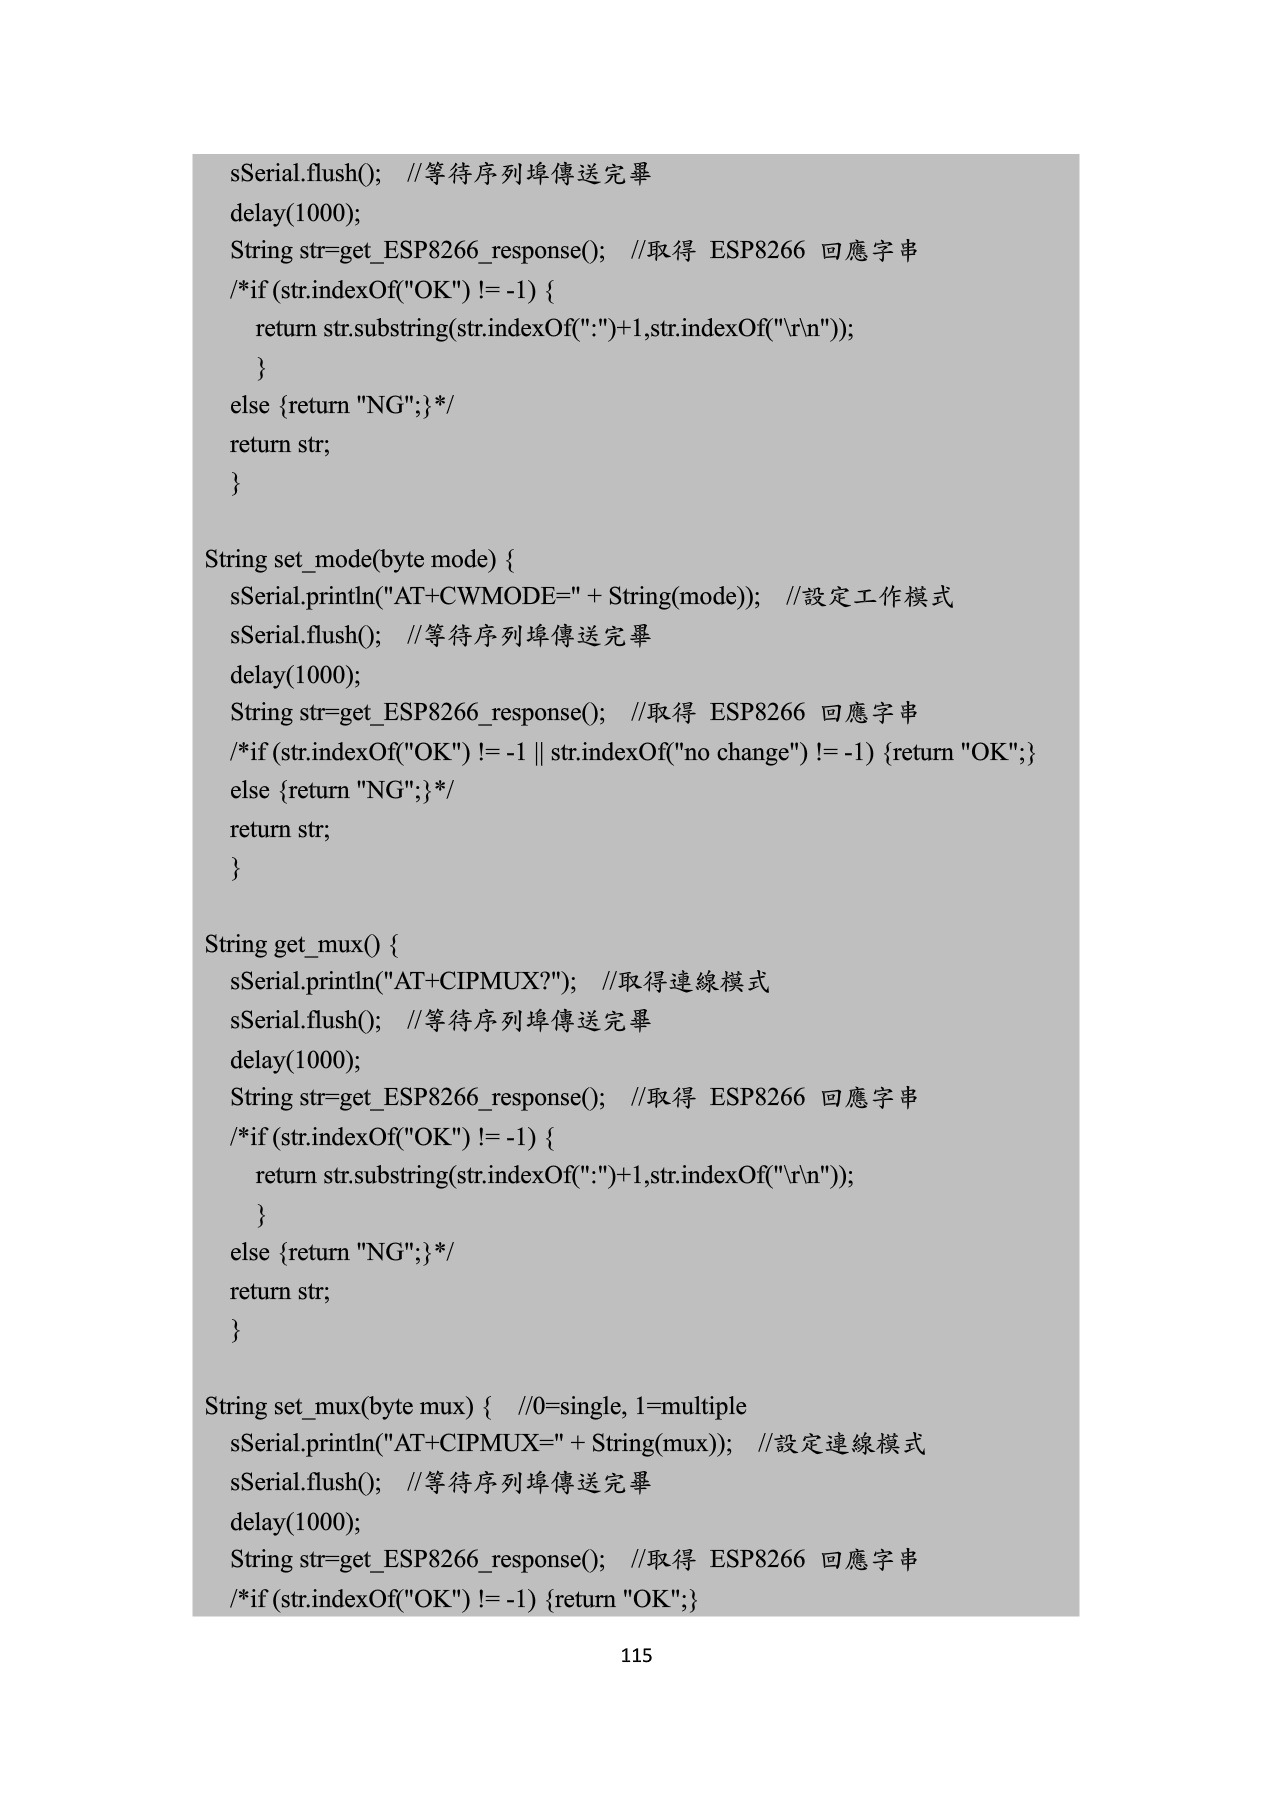 sSerial.flush();    //等待序列埠傳送完畢
delay(1000);
String str=get_ESP8266_response();    //取得 ESP8266 回應字串
/*if (str.indexOf("OK") != -1) {
return str.substring(str.indexOf(":")+1,str.indexOf("\r\n"));
}
else {return "NG";}*/
return str;
}
String set_mode(byte mode) {
sSerial.println("AT+CWMODE=" + String(mode));    //設定工作模式
sSerial.flush();    //等待序列埠傳送完畢
delay(1000);
String str=get_ESP8266_response();    //取得 ESP8266 回應字串
/*if (str.indexOf("OK") != -1 || str.indexOf("no change") != -1) {return "OK";}
else {return "NG";}*/
return str;
}
String get_mux() {
sSerial.println("AT+CIPMUX?");    //取得連線模式
sSerial.flush();    //等待序列埠傳送完畢
delay(1000);
String str=get_ESP8266_response();    //取得 ESP8266 回應字串
/*if (str.indexOf("OK") != -1) {
return str.substring(str.indexOf(":")+1,str.indexOf("\r\n"));
}
else {return "NG";}*/
return str;
}
String set_mux(byte mux) {    //0=single, 1=multiple
sSerial.println("AT+CIPMUX=" + String(mux));    //設定連線模式
sSerial.flush();    //等待序列埠傳送完畢
delay(1000);
String str=get_ESP8266_response();    //取得 ESP8266 回應字串
/*if (str.indexOf("OK") != -1) {return "OK";}
115